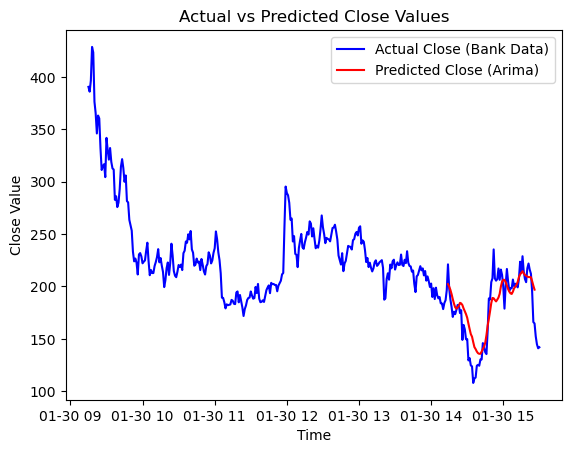 Actual vs Predicted Close Values
Actual Close (Bank Data)
Predicted Close (Arima)
Close Value
400
350
300
250
200
150
100
01-30 09 01-30 10 01-30 11 01-30 12 01-30 13 01-30 14 01-30 15
Time